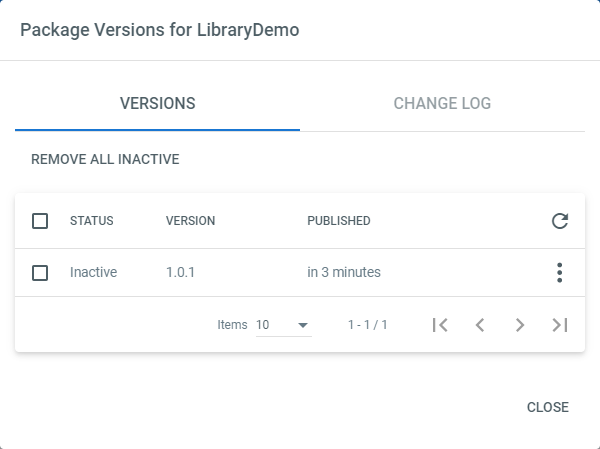 Package Versions for LibraryDemo
VERSIONS CHANGE LOG
REMOVE ALL INACTIVE
STATUS VERSION PUBLISHED
Inactive 1.0.1 in 3 minutes
Items 10 1 - 1 / 1
CLOSE